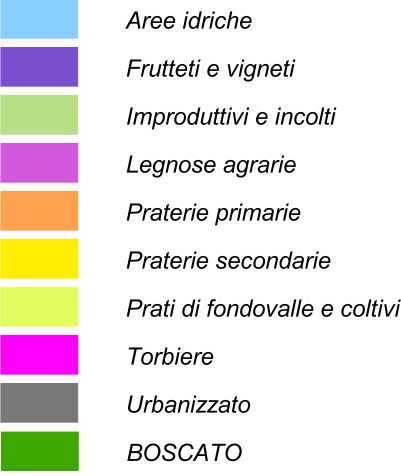 Aree idriche
Frutteti e vigneti
Improduttivi e incolti
Legnose agrarie
Praterie primarie
Praterie secondarie
Prati di fondovalle e coltivi
Torbiere
Urbanizzato
BOSCATO